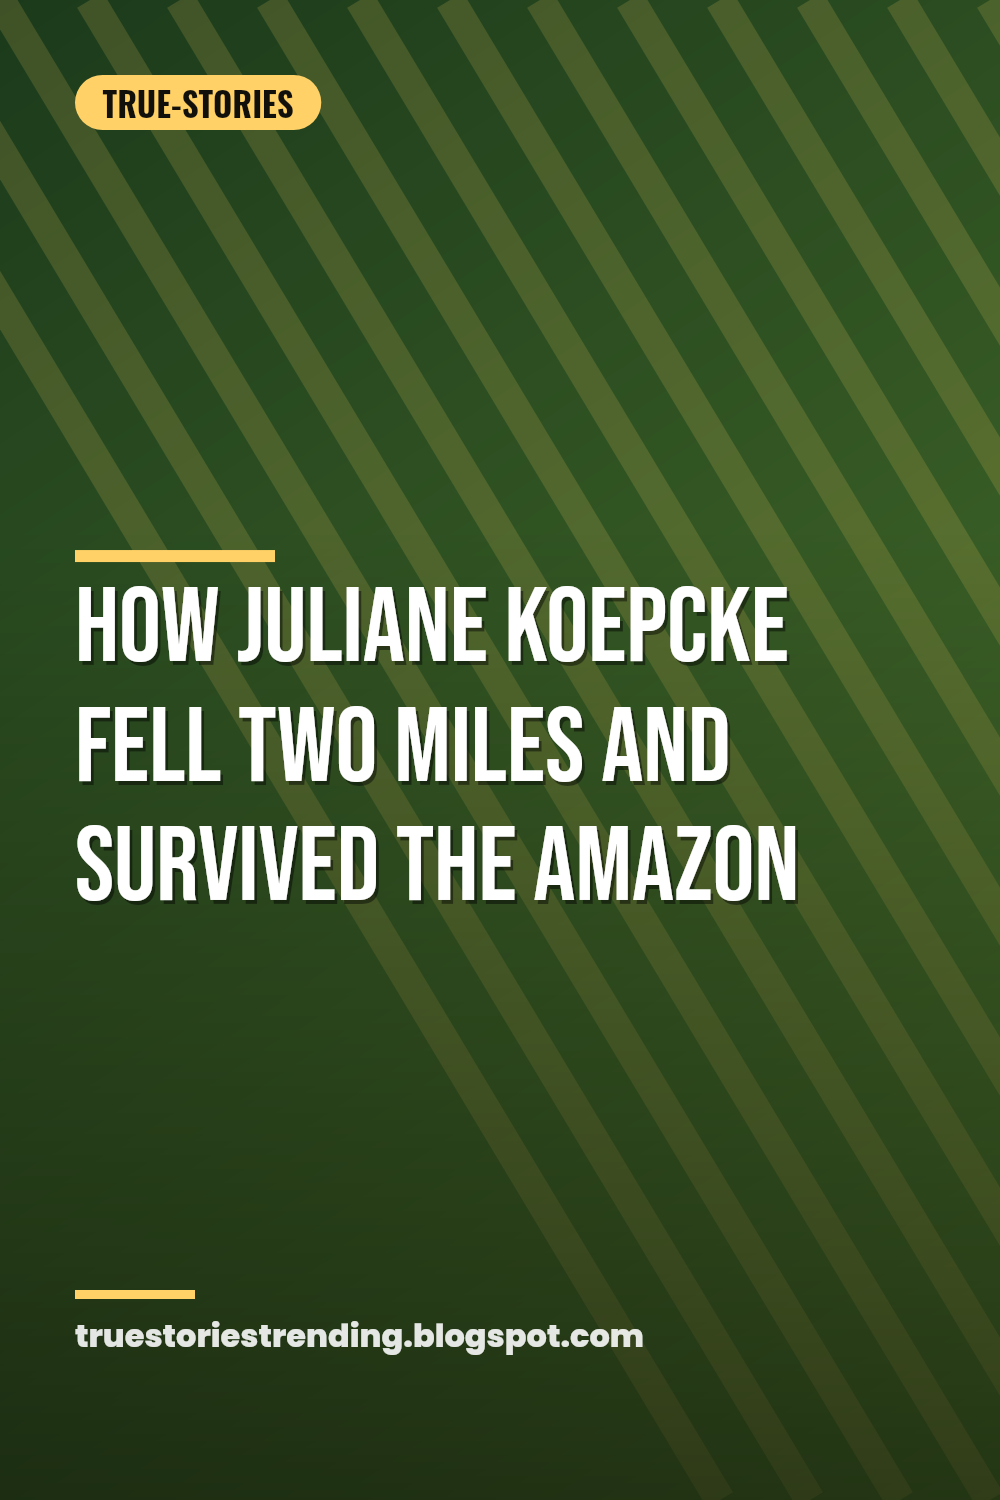 TRUE-STORIES
HOW JULIANE KOEPCKE
FELL TWO MILES AND
SURVIVED THE AMAZON
truestoriestrending.blogspot.com